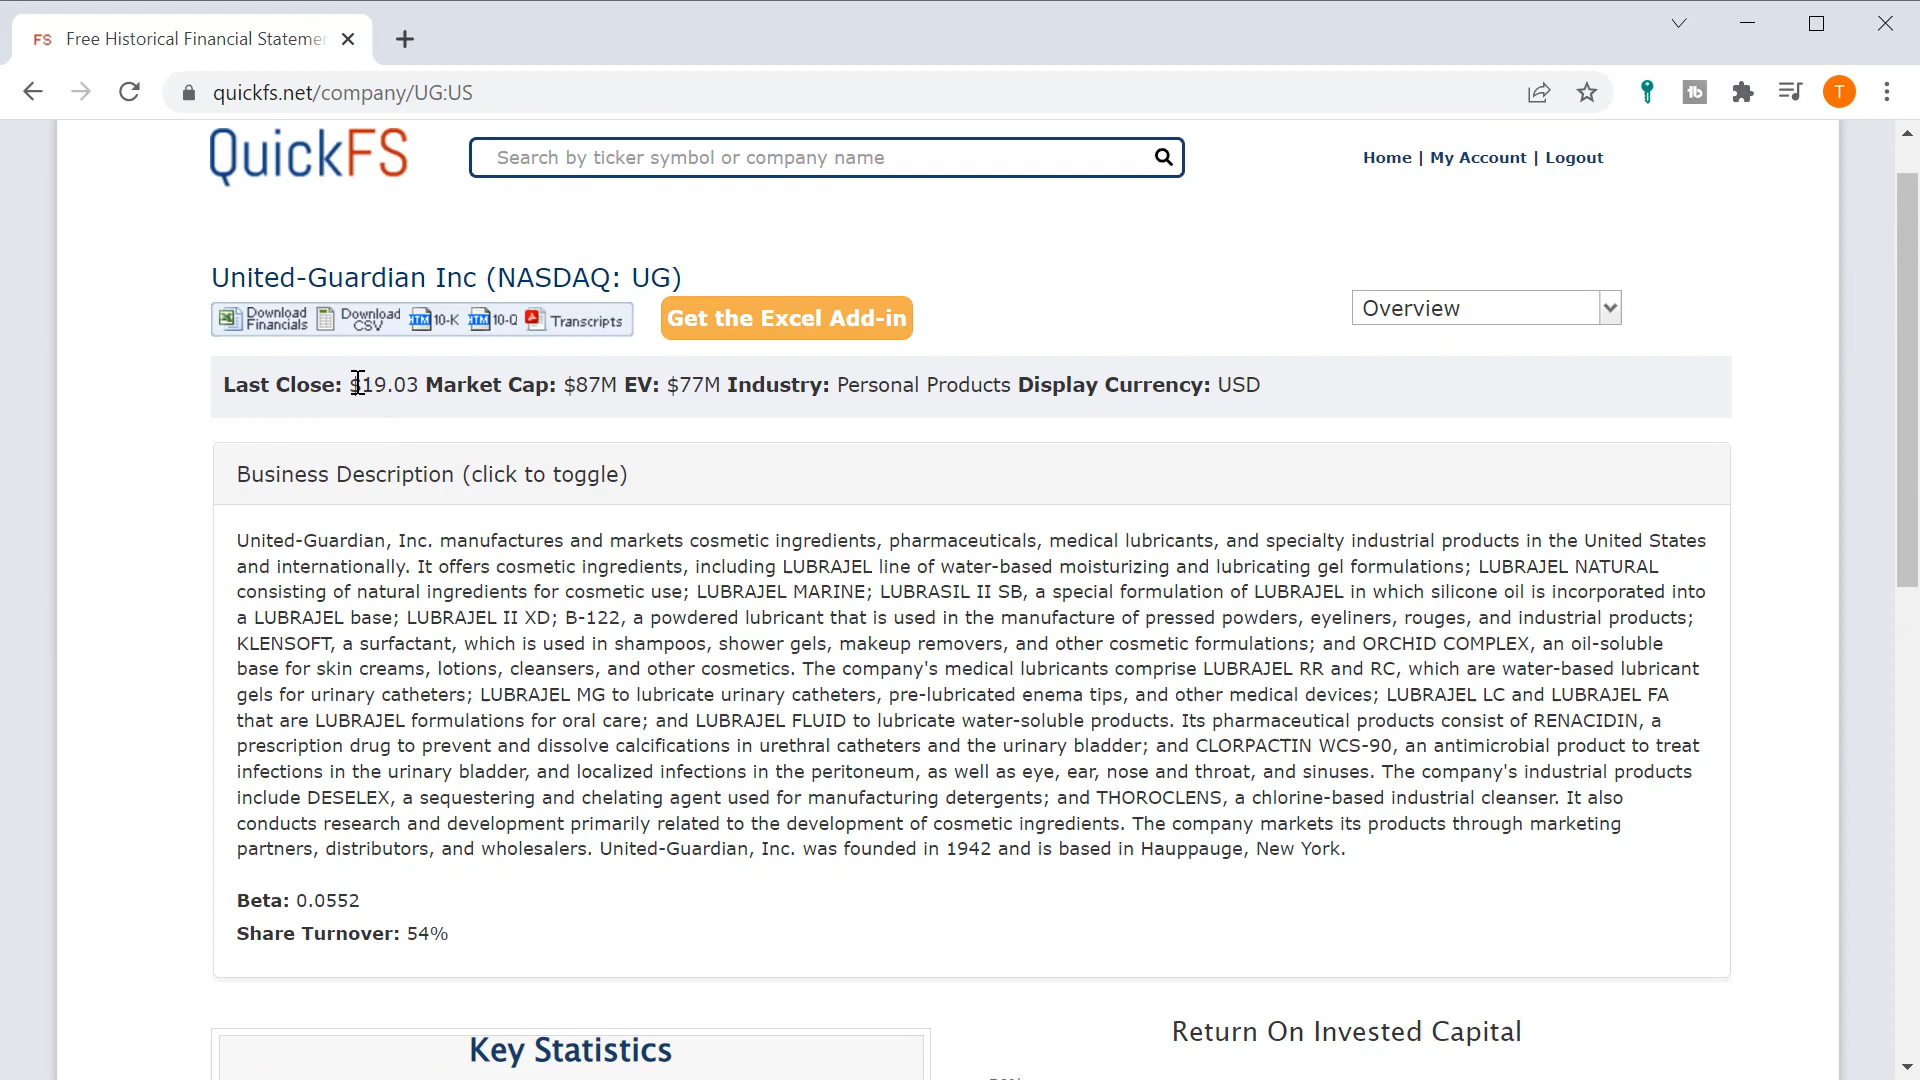 FS Free Historical Financial Statemer
quickfs.net/company/UG:US
T
QuickFS
Search by ticker symbol or company name
Home | My Account | Logout
United-Guardian Inc (NASDAQ: UG)
Download Financials Download CSV 10-K 10-Q Transcripts
Get the Excel Add-in
Overview
Last Close: $19.03 Market Cap: $87M EV: $77M Industry: Personal Products Display Currency: USD
Business Description (click to toggle)
United-Guardian, Inc. manufactures and markets cosmetic ingredients, pharmaceuticals, medical lubricants, and specialty industrial products in the United States
and internationally. It offers cosmetic ingredients, including LUBRAJEL line of water-based moisturizing and lubricating gel formulations; LUBRAJEL NATURAL
consisting of natural ingredients for cosmetic use; LUBRAJEL MARINE; LUBRASIL II SB, a special formulation of LUBRAJEL in which silicone oil is incorporated into
a LUBRAJEL base; LUBRAJEL II XD; B-122, a powdered lubricant that is used in the manufacture of pressed powders, eyeliners, rouges, and industrial products;
KLENSOFT, a surfactant, which is used in shampoos, shower gels, makeup removers, and other cosmetic formulations; and ORCHID COMPLEX, an oil-soluble
base for skin creams, lotions, cleansers, and other cosmetics. The company's medical lubricants comprise LUBRAJEL RR and RC, which are water-based lubricant
gels for urinary catheters; LUBRAJEL MG to lubricate urinary catheters, pre-lubricated enema tips, and other medical devices; LUBRAJEL LC and LUBRAJEL FA
that are LUBRAJEL formulations for oral care; and LUBRAJEL FLUID to lubricate water-soluble products. Its pharmaceutical products consist of RENACIDIN, a
prescription drug to prevent and dissolve calcifications in urethral catheters and the urinary bladder; and CLORPACTIN WCS-90, an antimicrobial product to treat
infections in the urinary bladder, and localized infections in the peritoneum, as well as eye, ear, nose and throat, and sinuses. The company's industrial products
include DESELEX, a sequestering and chelating agent used for manufacturing detergents; and THOROCLENS, a chlorine-based industrial cleanser. It also
conducts research and development primarily related to the development of cosmetic ingredients. The company markets its products through marketing
partners, distributors, and wholesalers. United-Guardian, Inc. was founded in 1942 and is based in Hauppauge, New York.
Beta: 0.0552
Share Turnover: 54%
Key Statistics
Return On Invested Capital